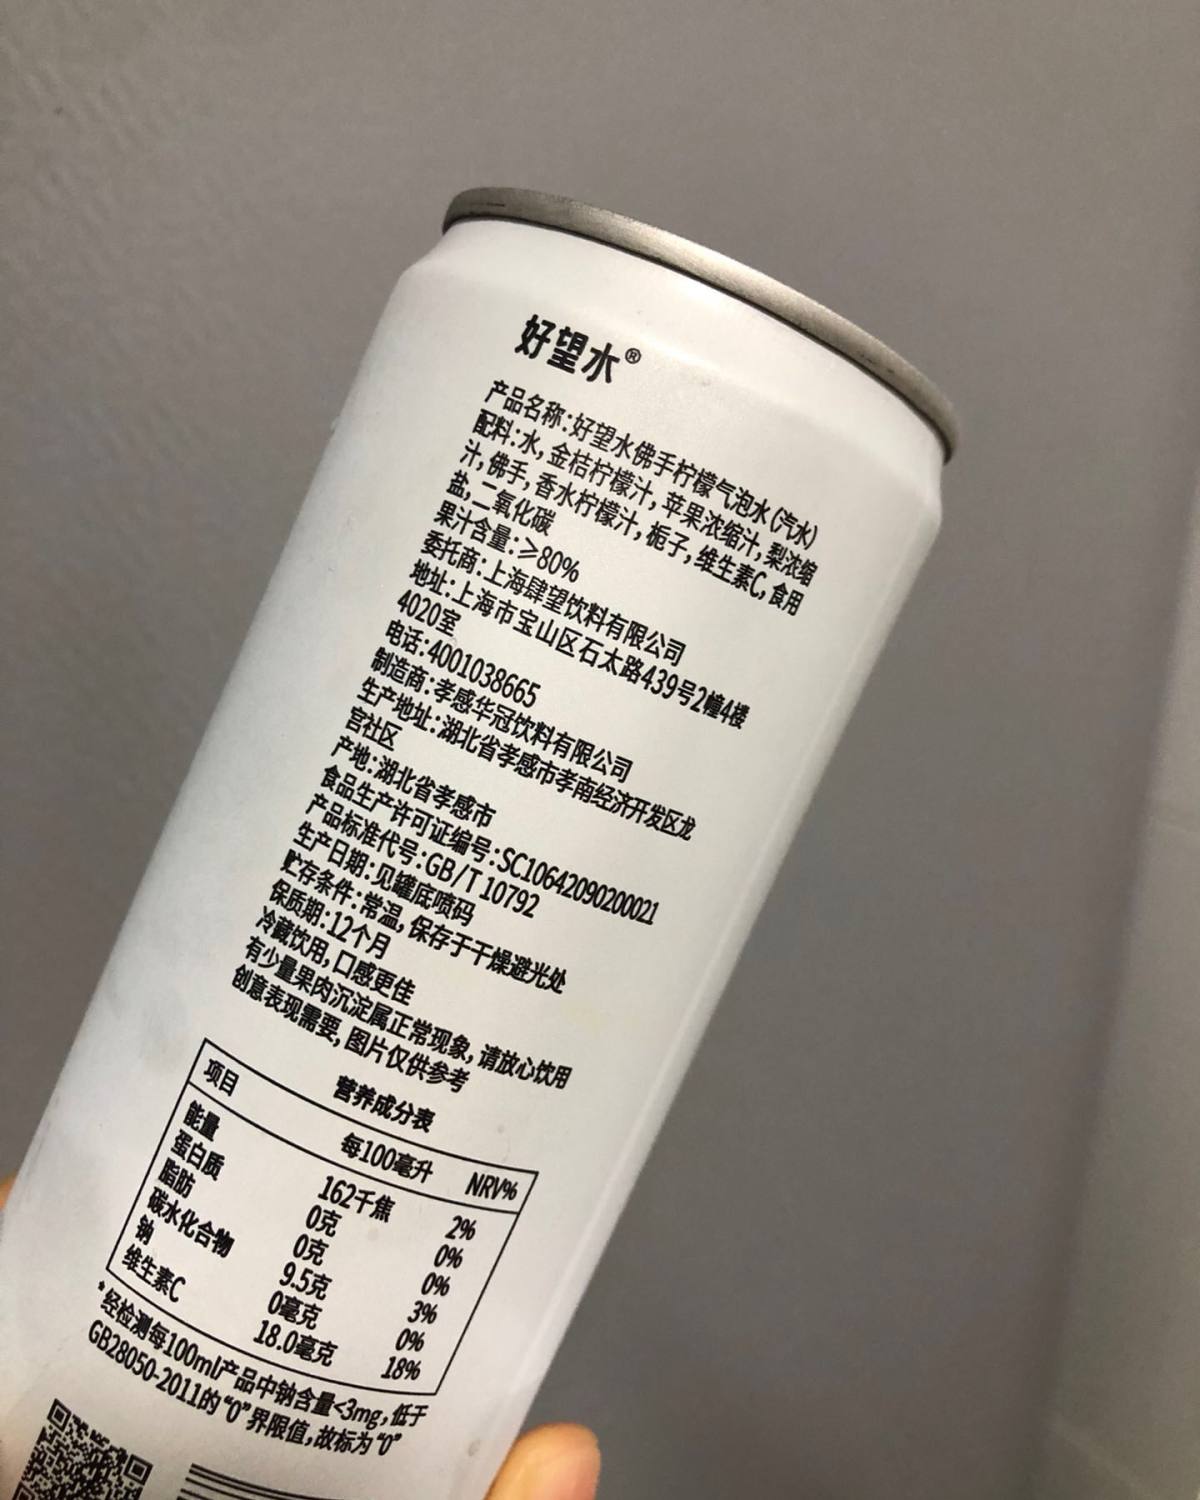 好望水®
产品名称:好望水佛手柠檬气泡水(汽水)
配料:水,金桔柠檬汁,苹果浓缩汁,梨浓缩
汁,佛手,香水柠檬汁,栀子,维生素C,食用
盐,二氧化碳
果汁含量:≥80%
委托商:上海肆望饮料有限公司
地址:上海市宝山区石太路439号2幢4楼
4020室
电话:4001038665
制造商:孝感华冠饮料有限公司
生产地址:湖北省孝感市孝南经济开发区龙
宫社区
产地:湖北省孝感市
食品生产许可证编号:SC10642090200021
产品标准代号:GB/T 10792
生产日期:见罐底喷码
贮存条件:常温,保存于干燥避光处
保质期:12个月
冷藏饮用,口感更佳
有少量果肉沉淀属正常现象,请放心饮用
创意表现需要,图片仅供参考
营养成分表
项目 每100毫升 NRV%
能量 162千焦 2%
蛋白质 0克 0%
脂肪 0克 0%
碳水化合物 9.5克 3%
钠 0毫克 0%
维生素C 18.0毫克 18%
*经检测每100ml产品中钠含量<3mg,低于
GB28050-2011的“0”界限值,故标为“0”